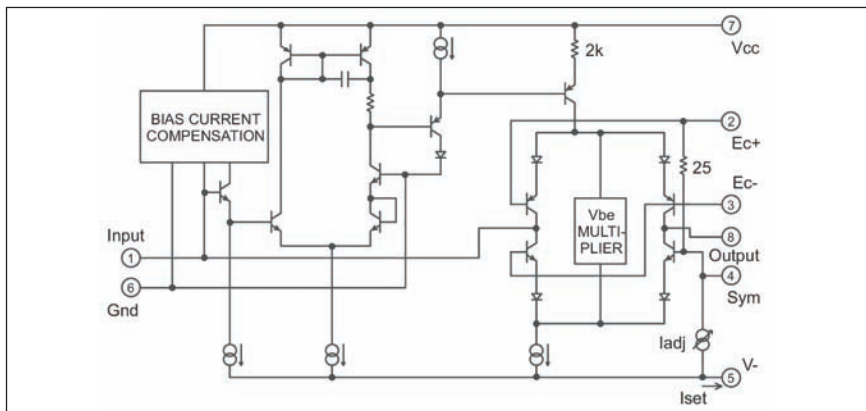 7
Vcc
2k
BIAS CURRENT
COMPENSATION
2
Ec+
25
Ec-
3
Vbe
MULTI-
PLIER
8
Output
Input
1
4
Sym
6
Gnd
Iadj
V-
5
Iset